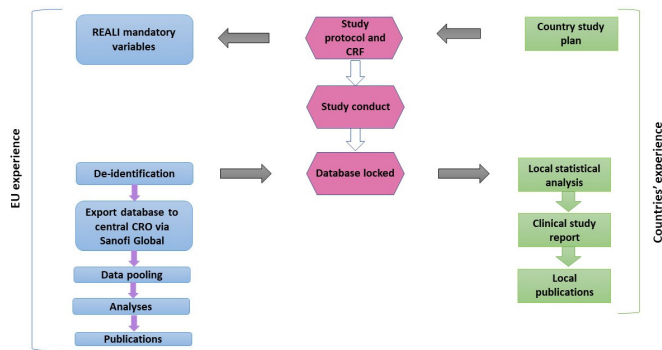 REALI mandatory
variables
Study
protocol and
CRF
Country study
plan
Study conduct
De-identification
Database locked
Local statistical
analysis
Export database to
central CRO via
Sanofi Global
Clinical study
report
Data pooling
Local
publications
Analyses
Publications
EU experience
Countries' experience